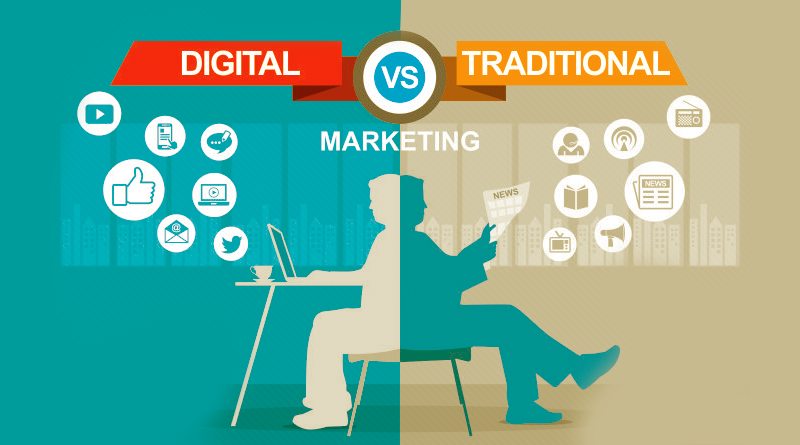 DIGITAL
VS
TRADITIONAL
MARKETING
NEWS
NEWS
@